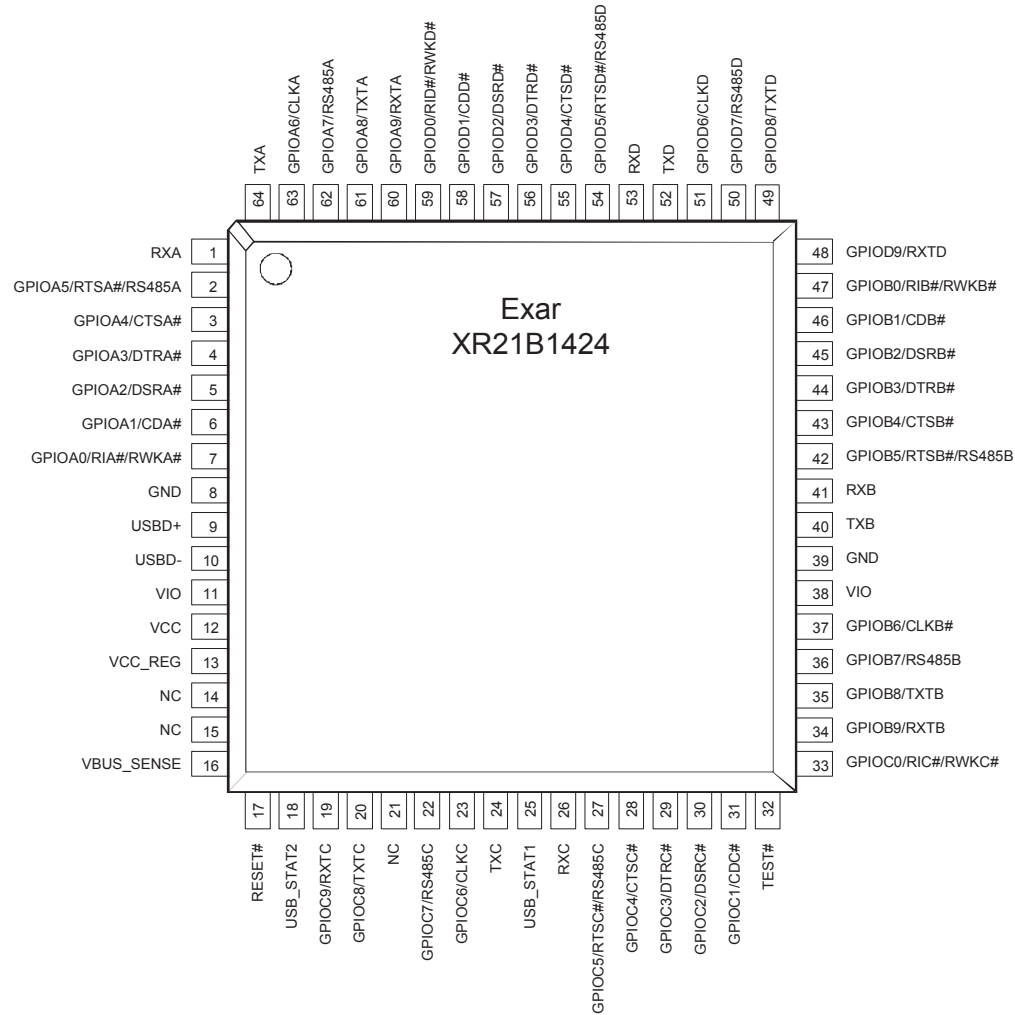 TXA
GPIOA6/CLKA
GPIOA7/RS485A
GPIOA8/TXTA
GPIOA9/RXTA
GPIOD0/RID#/RWKD#
GPIOD1/CDD#
GPIOD2/DSRD#
GPIOD3/DTRD#
GPIOD4/CTSD#
GPIOD5/RTSD#/RS485D
RXD
TXD
GPIOD6/CLKD
GPIOD7/RS485D
GPIOD8/TXTD
64
63
62
61
60
59
58
57
56
55
54
53
52
51
50
49
Exar
XR21B1424
RXA 1
GPIOA5/RTSA#/RS485A 2
GPIOA4/CTSA# 3
GPIOA3/DTRA# 4
GPIOA2/DSRA# 5
GPIOA1/CDA# 6
GPIOA0/RIA#/RWKA# 7
GND 8
USBD+ 9
USBD- 10
VIO 11
VCC 12
VCC_REG 13
NC 14
NC 15
VBUS_SENSE 16
48 GPIOD9/RXTD
47 GPIOB0/RIB#/RWKB#
46 GPIOB1/CDB#
45 GPIOB2/DSRB#
44 GPIOB3/DTRB#
43 GPIOB4/CTSB#
42 GPIOB5/RTSB#/RS485B
41 RXB
40 TXB
39 GND
38 VIO
37 GPIOB6/CLKB#
36 GPIOB7/RS485B
35 GPIOB8/TXTB
34 GPIOB9/RXTB
33 GPIOC0/RIC#/RWKC#
17
18
19
20
21
22
23
24
25
26
27
28
29
30
31
32
RESET#
USB_STAT2
GPIOC9/RXTC
GPIOC8/TXTC
NC
GPIOC7/RS485C
GPIOC6/CLKC
TXC
USB_STAT1
RXC
GPIOC5/RTSC#/RS485C
GPIOC4/CTSC#
GPIOC3/DTRC#
GPIOC2/DSRC#
GPIOC1/CDC#
TEST#